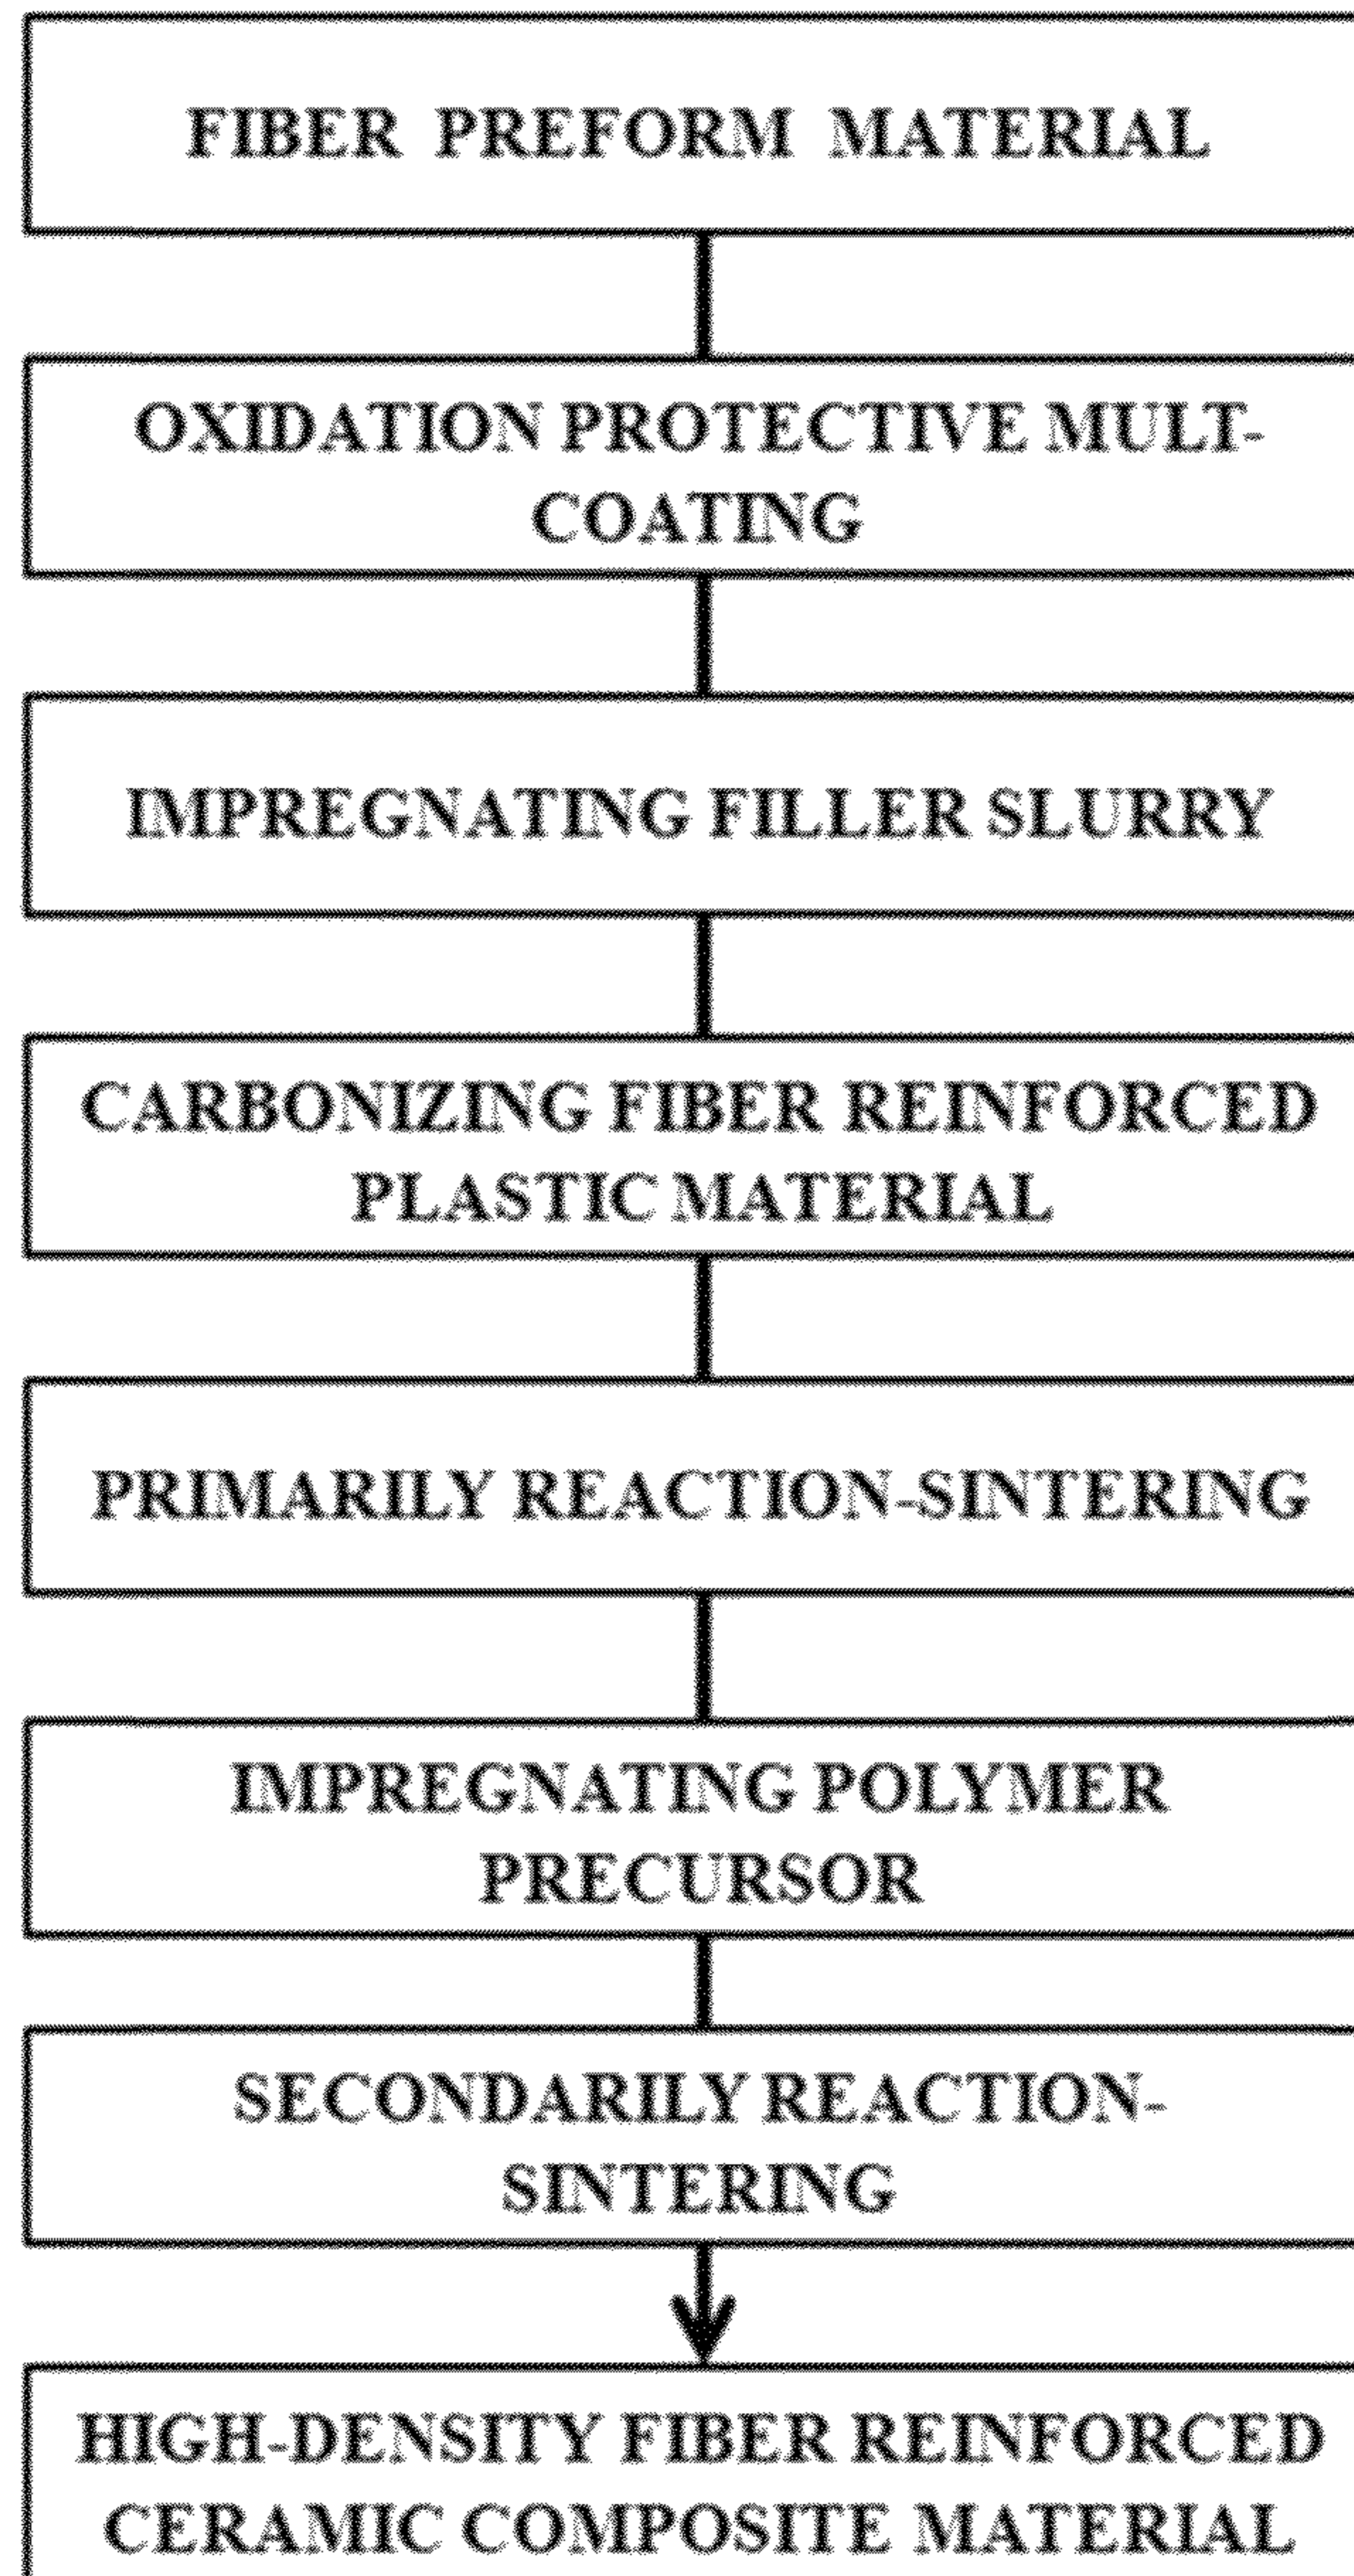 FIBER PREFORM MATERIAL
OXIDATION PROTECTIVE MULT-
COATING
IMPREGNATING FILLER SLURRY
CARBONIZING FIBER REINFORCED
PLASTIC MATERIAL
PRIMARILY REACTION-SINTERING
IMPREGNATING POLYMER
PRECURSOR
SECONDARILY REACTION-
SINTERING
HIGH-DENSITY FIBER REINFORCED
CERAMIC COMPOSITE MATERIAL